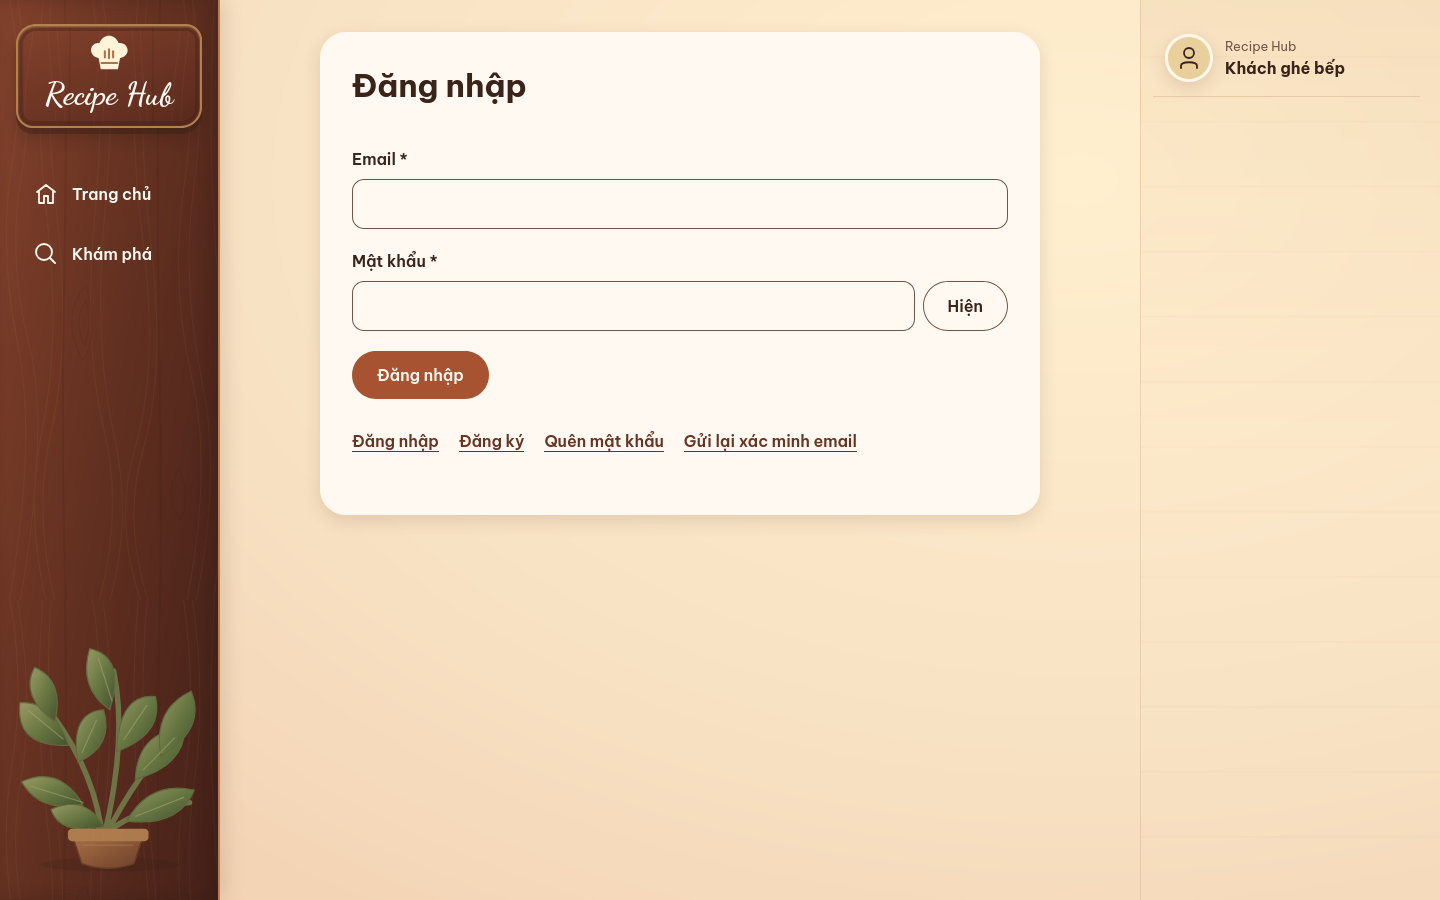 Recipe Hub
Trang chủ
Khám phá
Đăng nhập
Email *
Mật khẩu *
Hiện
Đăng nhập
Đăng nhập Đăng ký Quên mật khẩu Gửi lại xác minh email
Recipe Hub
Khách ghé bếp